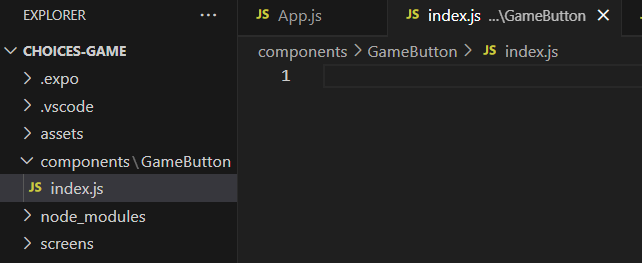 EXPLORER ...
CHOICES-GAME
.expo
.vscode
assets
components\GameButton
JS index.js
node_modules
screens
JS App.js
JS index.js ...\GameButton
components > GameButton > JS index.js
1